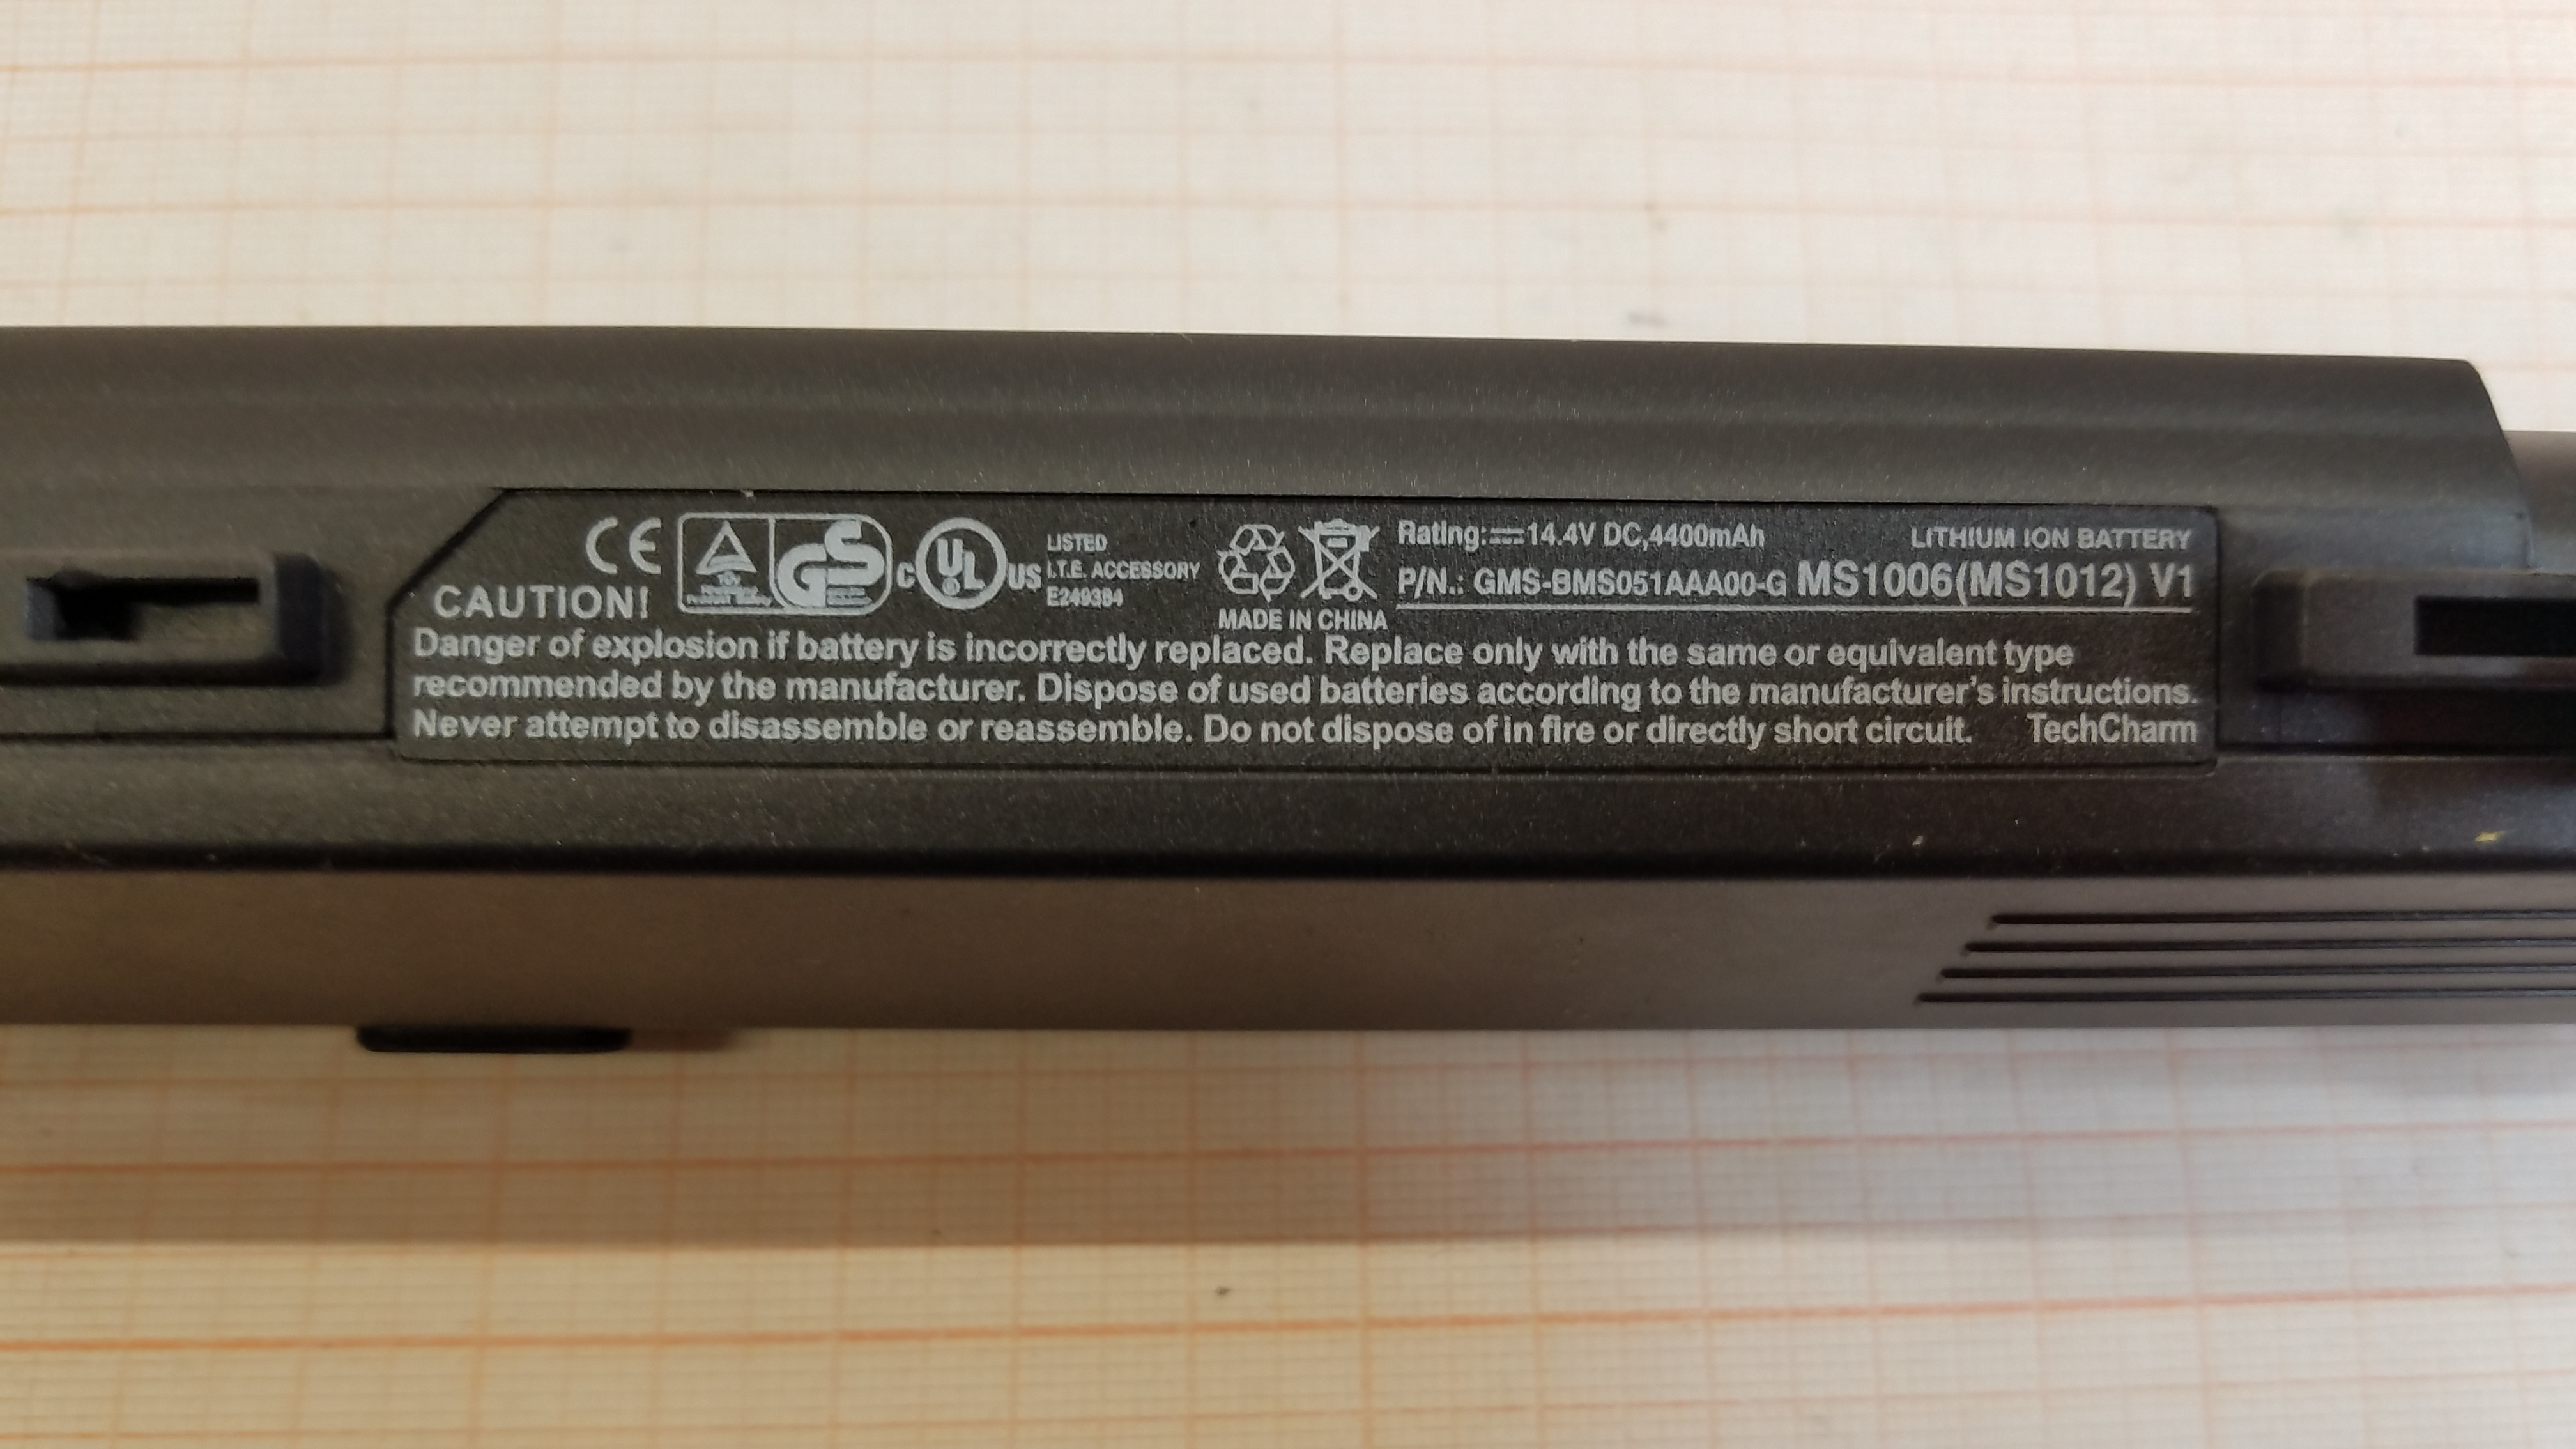 CE
TÜV
GS
C UL US
LISTED
I.T.E. ACCESSORY
E249384
MADE IN CHINA
Rating:⎓14.4V DC,4400mAh
LITHIUM ION BATTERY
P/N.: GMS-BMS051AAA00-G MS1006(MS1012) V1
CAUTION!
Danger of explosion if battery is incorrectly replaced. Replace only with the same or equivalent type
recommended by the manufacturer. Dispose of used batteries according to the manufacturer's instructions.
Never attempt to disassemble or reassemble. Do not dispose of in fire or directly short circuit. TechCharm